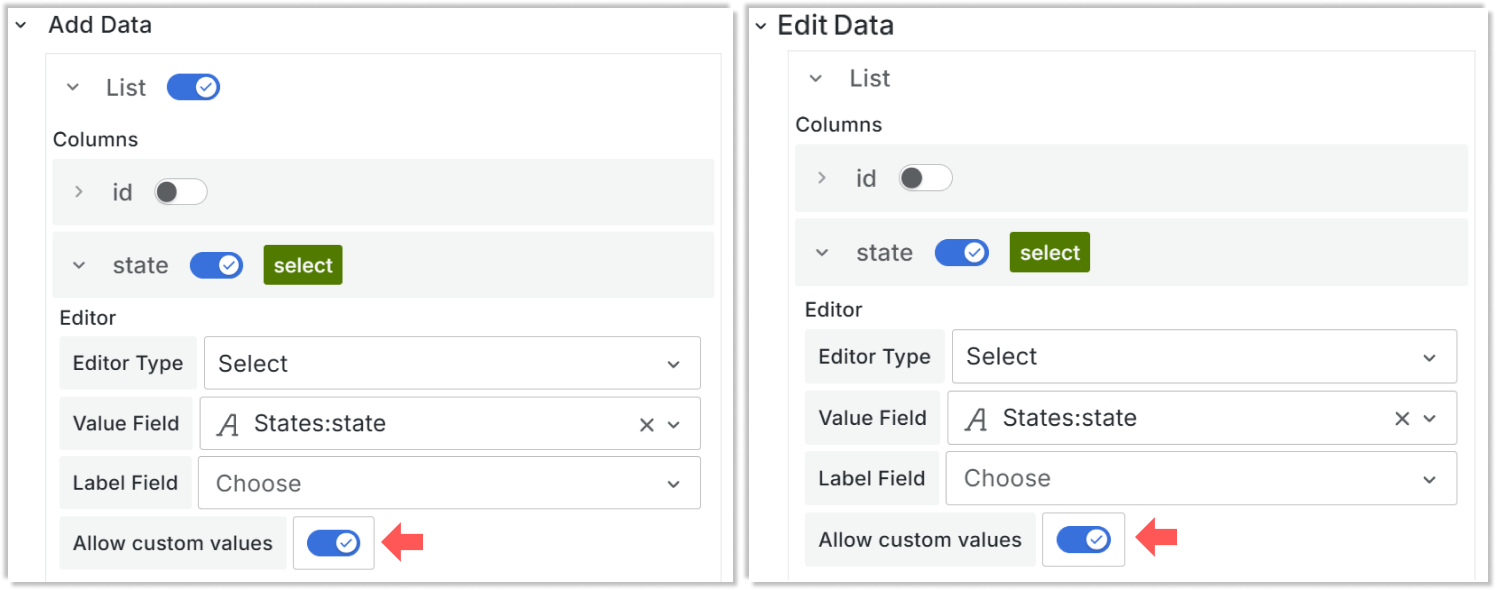 Add Data
List
Columns
id
state select
Editor
Editor Type Select
Value Field A States:state
Label Field Choose
Allow custom values
Edit Data
List
Columns
id
state select
Editor
Editor Type Select
Value Field A States:state
Label Field Choose
Allow custom values